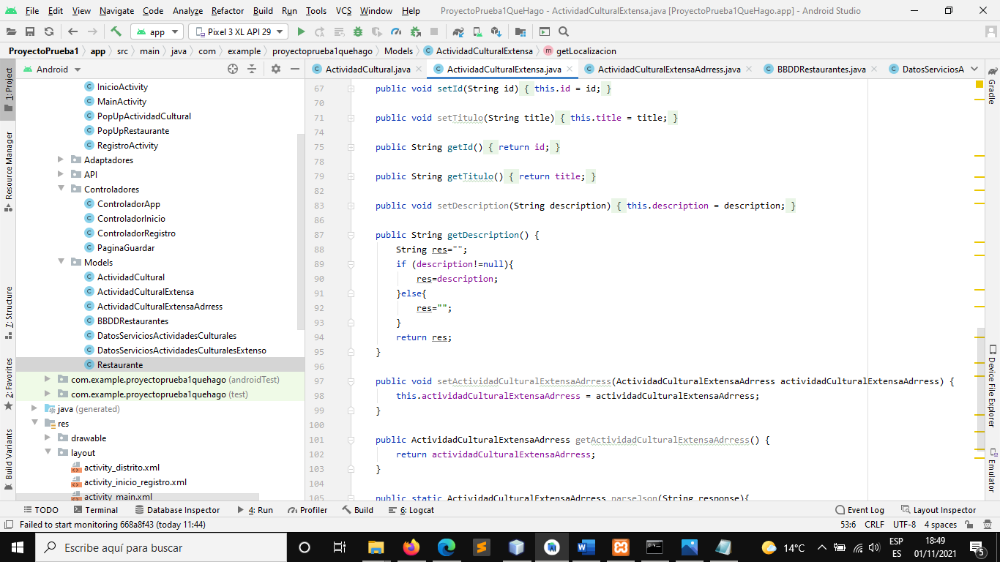 File Edit View Navigate Code Analyze Refactor Build Run Tools VCS Window Help ProyectoPrueba1QueHago - ActividadCulturalExtensa.java [ProyectoPrueba1QueHago.app] - Android Studio
app Pixel 3 XL API 29
ProyectoPrueba1 app src main java com example proyectoprueba1quehago Models ActividadCulturalExtensa getLocalizacion
1: Project
Resource Manager
7: Structure
2: Favorites
Build Variants
Android
InicioActivity
MainActivity
PopUpActividadCultural
PopUpRestaurante
RegistroActivity
Adaptadores
API
Controladores
ControladorApp
ControladorInicio
ControladorRegistro
PaginaGuardar
Models
ActividadCultural
ActividadCulturalExtensa
ActividadCulturalExtensaAdrress
BBDDRestaurantes
DatosServiciosActividadesCulturales
DatosServiciosActividadesCulturalesExtenso
Restaurante
com.example.proyectoprueba1quehago (androidTest)
com.example.proyectoprueba1quehago (test)
java (generated)
res
drawable
layout
activity_distrito.xml
activity_inicio_registro.xml
activity_main.xml
ActividadCultural.java ActividadCulturalExtensa.java ActividadCulturalExtensaAdrress.java BBDDRestaurantes.java DatosServiciosA
67 public void setId(String id) { this.id = id; }
70
71 public void setTitulo(String title) { this.title = title; }
74
75 public String getId() { return id; }
78
79 public String getTitulo() { return title; }
82
83 public void setDescription(String description) { this.description = description; }
86
87 public String getDescription() {
88 String res="";
89 if (description!=null){
90 res=description;
91 }else{
92 res="";
93 }
94 return res;
95 }
96
97 public void setActividadCulturalExtensaAdrress(ActividadCulturalExtensaAdrress actividadCulturalExtensaAdrress) {
98 this.actividadCulturalExtensaAdrress = actividadCulturalExtensaAdrress;
99 }
100
101 public ActividadCulturalExtensaAdrress getActividadCulturalExtensaAdrress() {
102 return actividadCulturalExtensaAdrress;
103 }
104
105 public static ActividadCulturalExtensaAdrress parseJson(String response){
Gradle
Device File Explorer
Emulator
TODO Terminal Database Inspector 4: Run Profiler Build 6: Logcat Event Log Layout Inspector
Failed to start monitoring 668a8f43 (today 11:44) 53:6 CRLF UTF-8 4 spaces
Escribe aquí para buscar
14°C
ESP
ES
18:49
01/11/2021
5